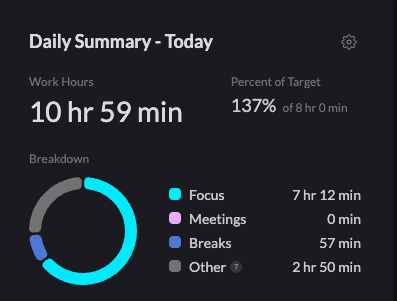 Daily Summary - Today
Work Hours
10 hr 59 min
Percent of Target
137% of 8 hr 0 min
Breakdown
Focus 7 hr 12 min
Meetings 0 min
Breaks 57 min
Other ? 2 hr 50 min